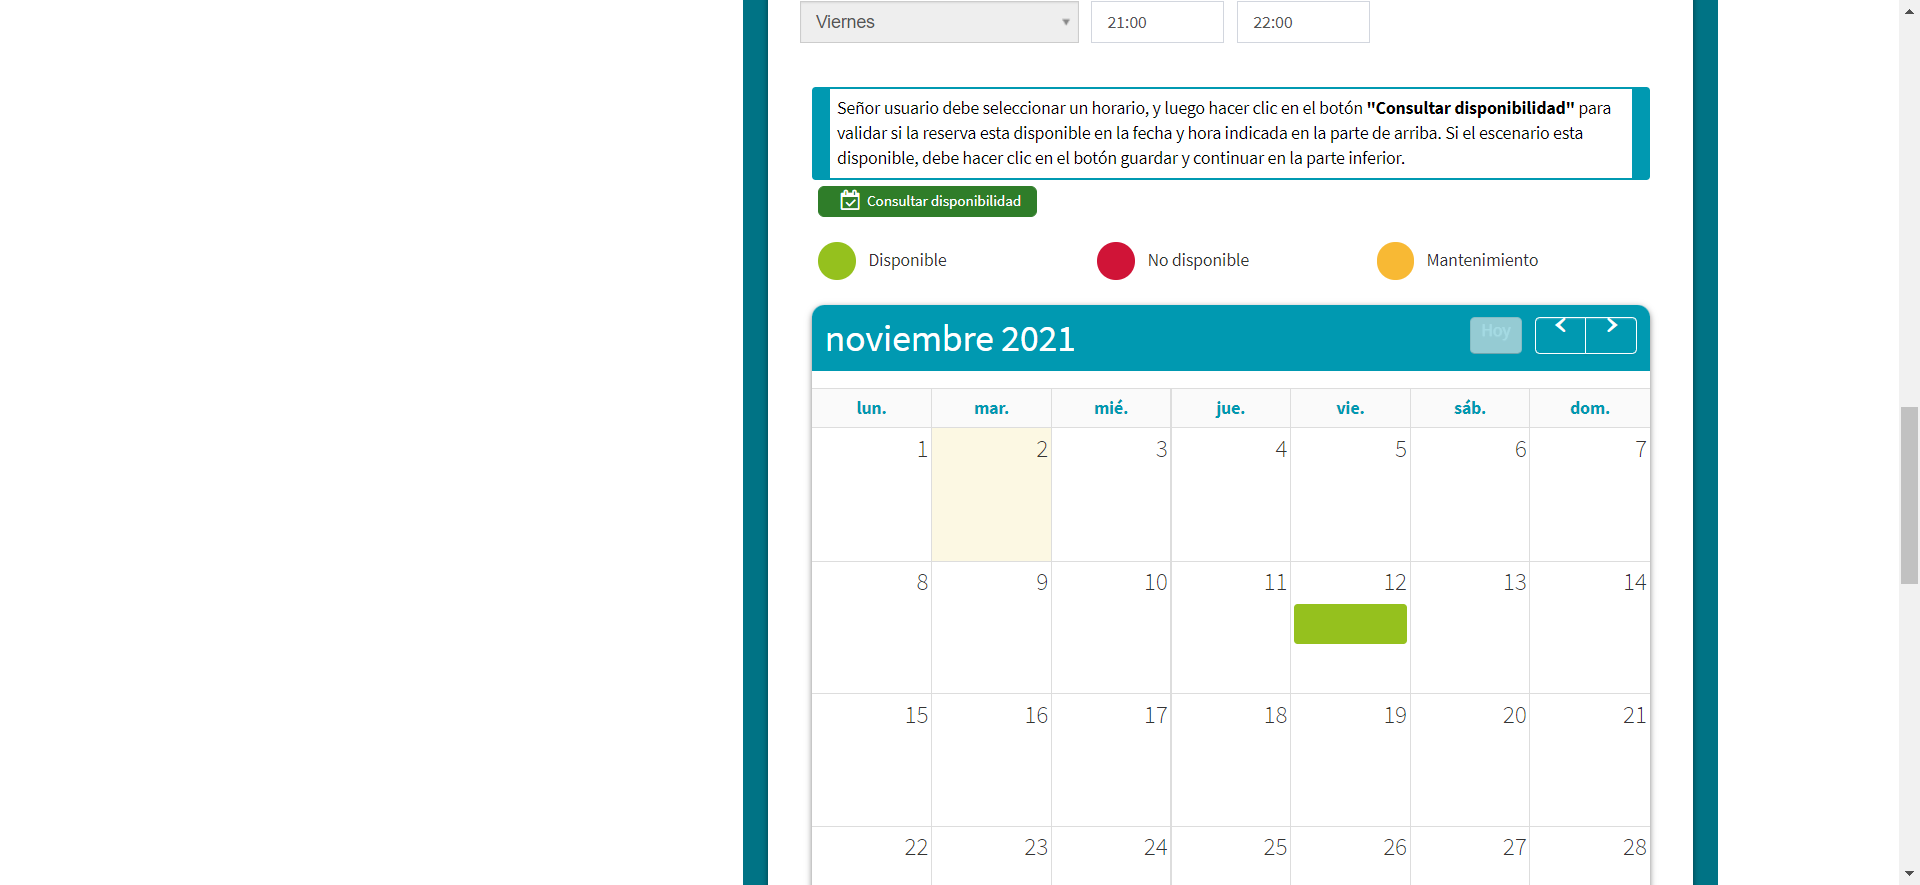 Viernes 21:00 22:00
Señor usuario debe seleccionar un horario, y luego hacer clic en el botón "Consultar disponibilidad" para
validar si la reserva esta disponible en la fecha y hora indicada en la parte de arriba. Si el escenario esta
disponible, debe hacer clic en el botón guardar y continuar en la parte inferior.
Consultar disponibilidad
Disponible No disponible Mantenimiento
noviembre 2021 Hoy
lun. mar. mié. jue. vie. sáb. dom.
1 2 3 4 5 6 7
8 9 10 11 12 13 14
15 16 17 18 19 20 21
22 23 24 25 26 27 28